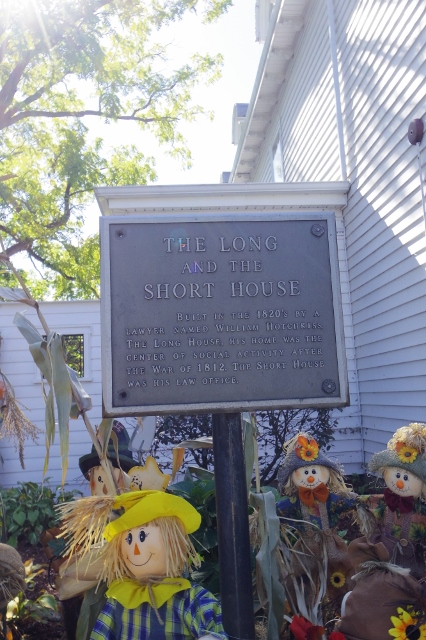 THE LONG
AND THE
SHORT HOUSE
BUILT IN THE 1820'S BY A
LAWYER NAMED WILLIAM HOTCHKISS,
THE LONG HOUSE, HIS HOME WAS THE
CENTER OF SOCIAL ACTIVITY AFTER
THE WAR OF 1812. THE SHORT HOUSE
WAS HIS LAW OFFICE.